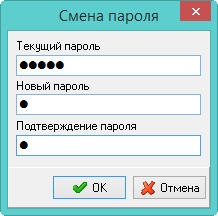 Смена пароля
Текущий пароль
●●●●●
Новый пароль
●
Подтверждение пароля
●
OK
Отмена